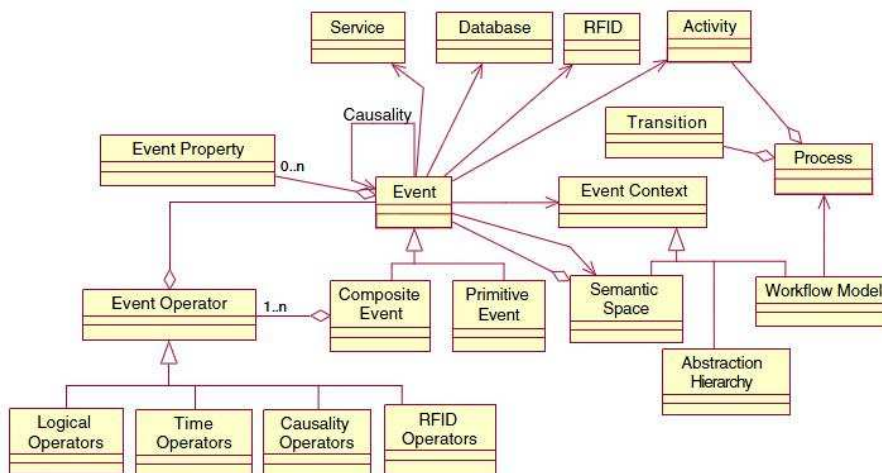 Service
Database
RFID
Activity
Causality
Transition
Event Property
0..n
Process
Event
Event Context
Event Operator
1..n
Composite
Event
Primitive
Event
Semantic
Space
Workflow Model
Abstraction
Hierarchy
Logical
Operators
Time
Operators
Causality
Operators
RFID
Operators